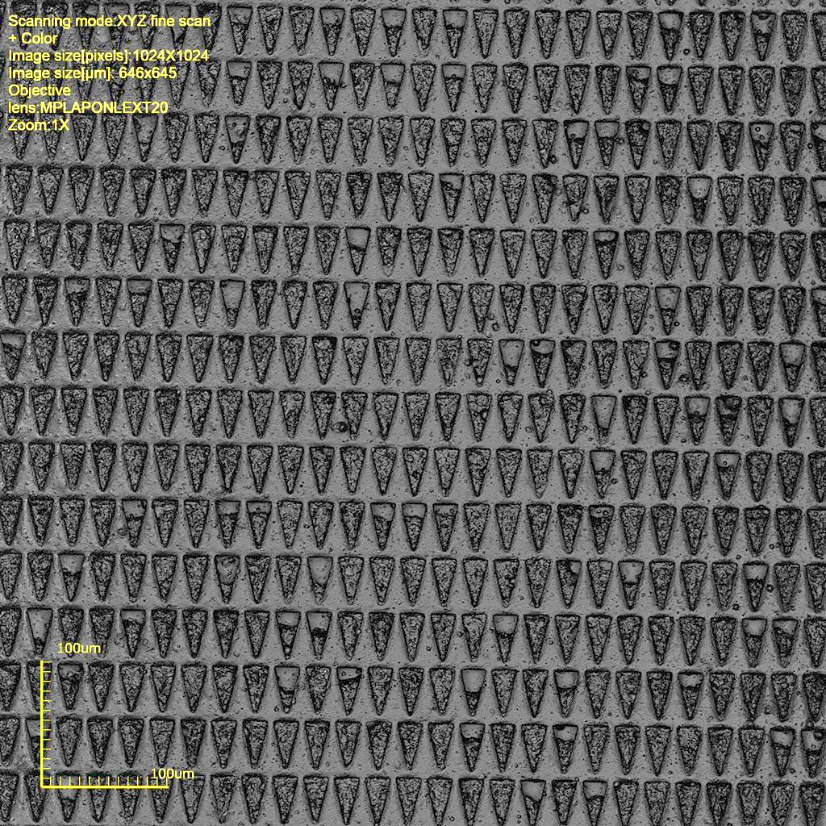 Scanning mode:XYZ fine scan
+ Color
Image size[pixels]:1024X1024
Image size[µm]: 646x645
Objective
lens:MPLAPONLEXT20
Zoom:1X
100um
100um